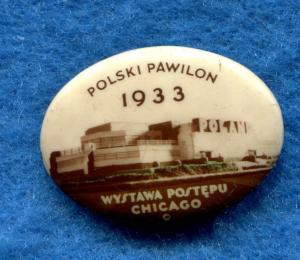 POLSKI PAWILON
1933
POLAND
WYSTAWA POSTĘPU
CHICAGO
©